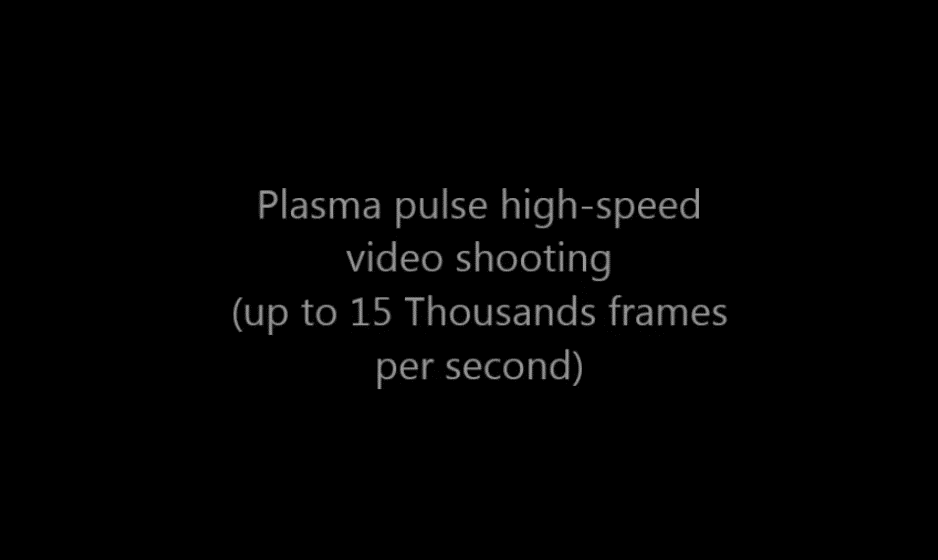 Plasma pulse high-speed
video shooting
(up to 15 Thousands frames
per second)